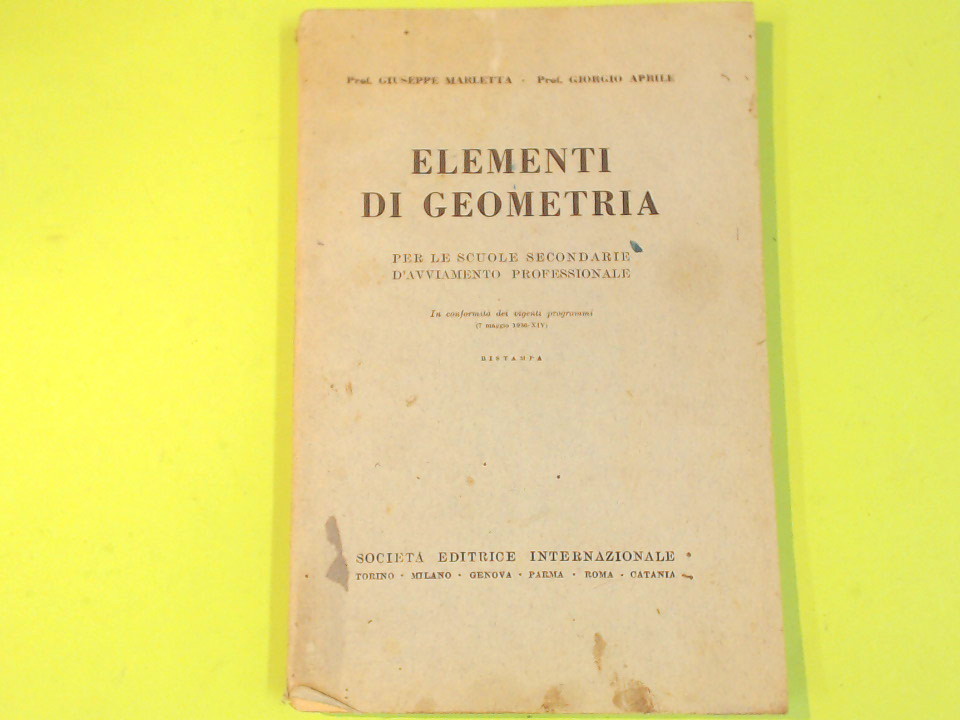 Prof. GIUSEPPE MARLETTA - Prof. GIORGIO APRILE
ELEMENTI
DI GEOMETRIA
PER LE SCUOLE SECONDARIE
D'AVVIAMENTO PROFESSIONALE
In conformità dei vigenti programmi
(7 maggio 1936-XIV)
RISTAMPA
SOCIETÀ EDITRICE INTERNAZIONALE
TORINO · MILANO · GENOVA · PARMA · ROMA · CATANIA